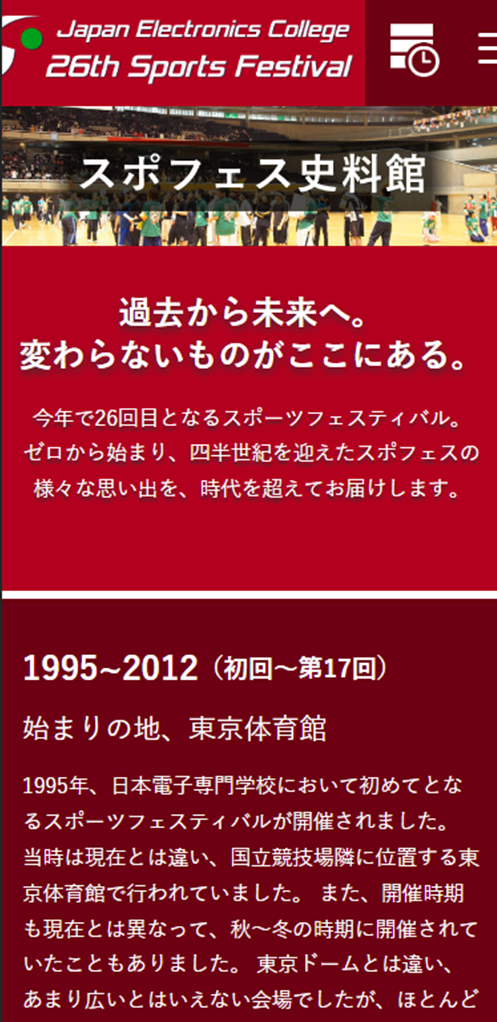 Japan Electronics College
26th Sports Festival
スポフェス史料館
過去から未来へ。
変わらないものがここにある。
今年で26回目となるスポーツフェスティバル。
ゼロから始まり、四半世紀を迎えたスポフェスの
様々な思い出を、時代を超えてお届けします。
1995~2012（初回〜第17回）
始まりの地、東京体育館
1995年、日本電子専門学校において初めてとな
るスポーツフェスティバルが開催されました。
当時は現在とは違い、国立競技場隣に位置する東
京体育館で行われていました。 また、開催時期
も現在とは異なって、秋〜冬の時期に開催されて
いたこともありました。 東京ドームとは違い、
あまり広いとはいえない会場でしたが、ほとんど